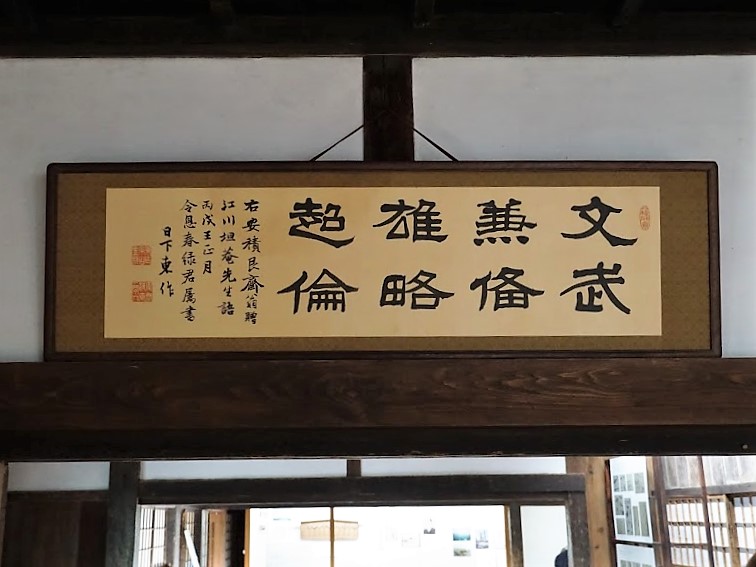 文武
兼備
雄略
超倫
右安積艮齋翁贈
江川坦菴先生語
丙戌王正月
令息春緑君属書
日下東作